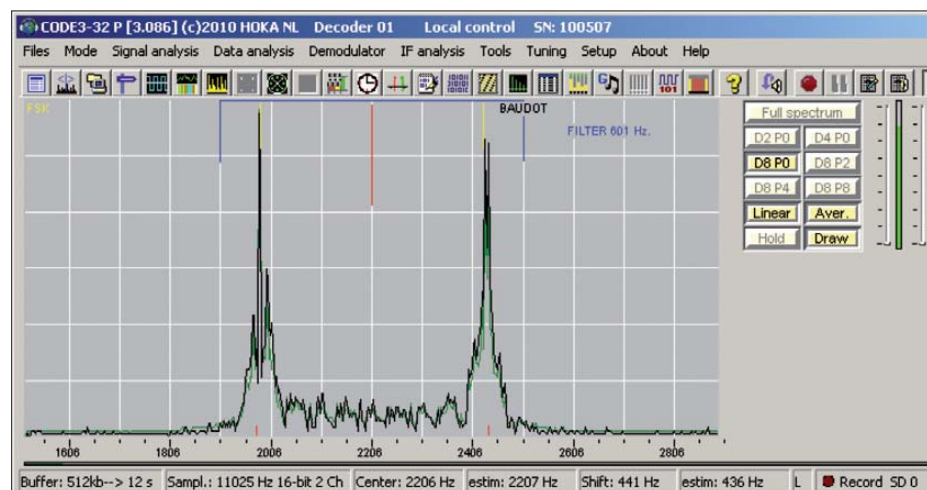 CODE3-32 P [3.086] (c)2010 HOKA NL Decoder 01 Local control SN: 100507
Files Mode Signal analysis Data analysis Demodulator IF analysis Tools Tuning Setup About Help
FSK BAUDOT
FILTER 601 Hz.
Full spectrum
D2 P0 D4 P0
D8 P0 D8 P2
D8 P4 D8 P8
Linear Aver.
Hold Draw
1606 1806 2006 2206 2406 2606 2806
Buffer: 512kb--> 12 s Sampl.: 11025 Hz 16-bit 2 Ch Center: 2206 Hz estim: 2207 Hz Shift: 441 Hz estim: 436 Hz L Record SD 0